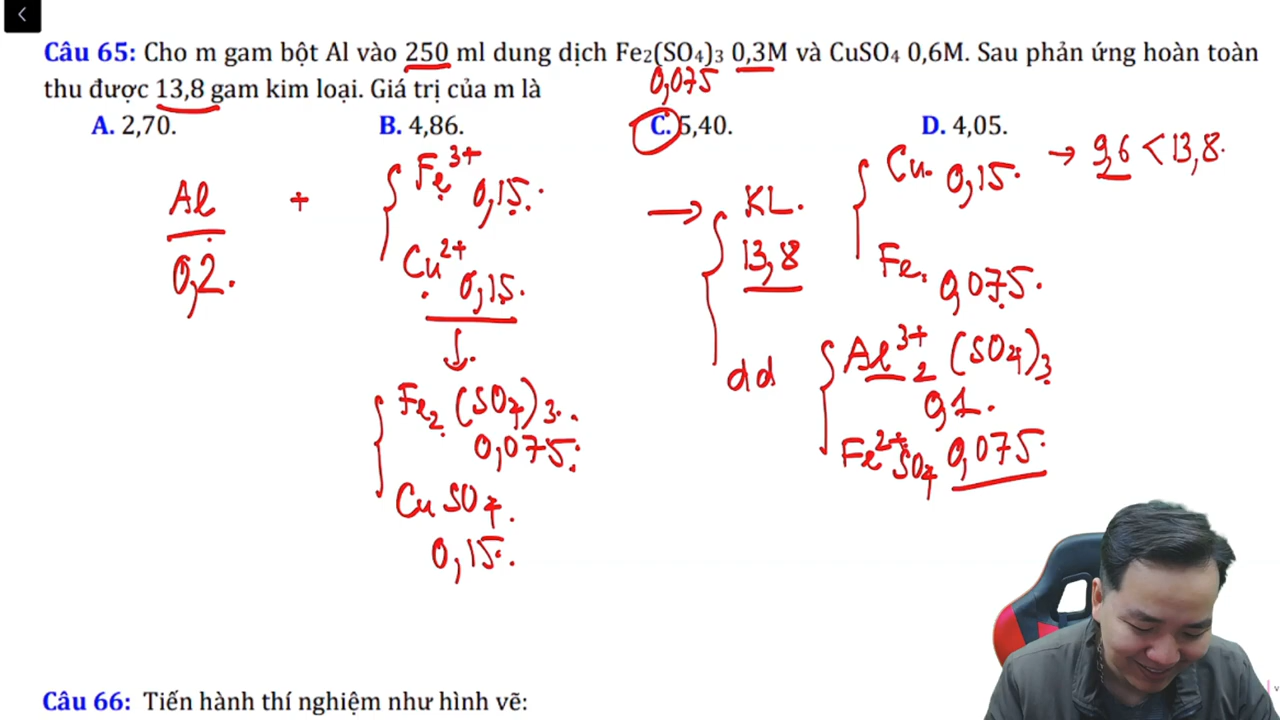 Câu 65: Cho m gam bột Al vào 250 ml dung dịch Fe2(SO4)3 0,3M và CuSO4 0,6M. Sau phản ứng hoàn toàn
0,075
thu được 13,8 gam kim loại. Giá trị của m là
A. 2,70. B. 4,86. C. 5,40. D. 4,05.
Al + Fe3+ 0,15.
0,2.
Cu2+ 0,15.
→ KL.
13,8
Cu 0,15. → 9,6 < 13,8.
Fe 0,075.
dd Al3+ 2 (SO4)3
0,1.
Fe2+ SO4 0,075.
↓
Fe2 (SO4)3.
0,075.
CuSO4.
0,15.
Câu 66: Tiến hành thí nghiệm như hình vẽ: